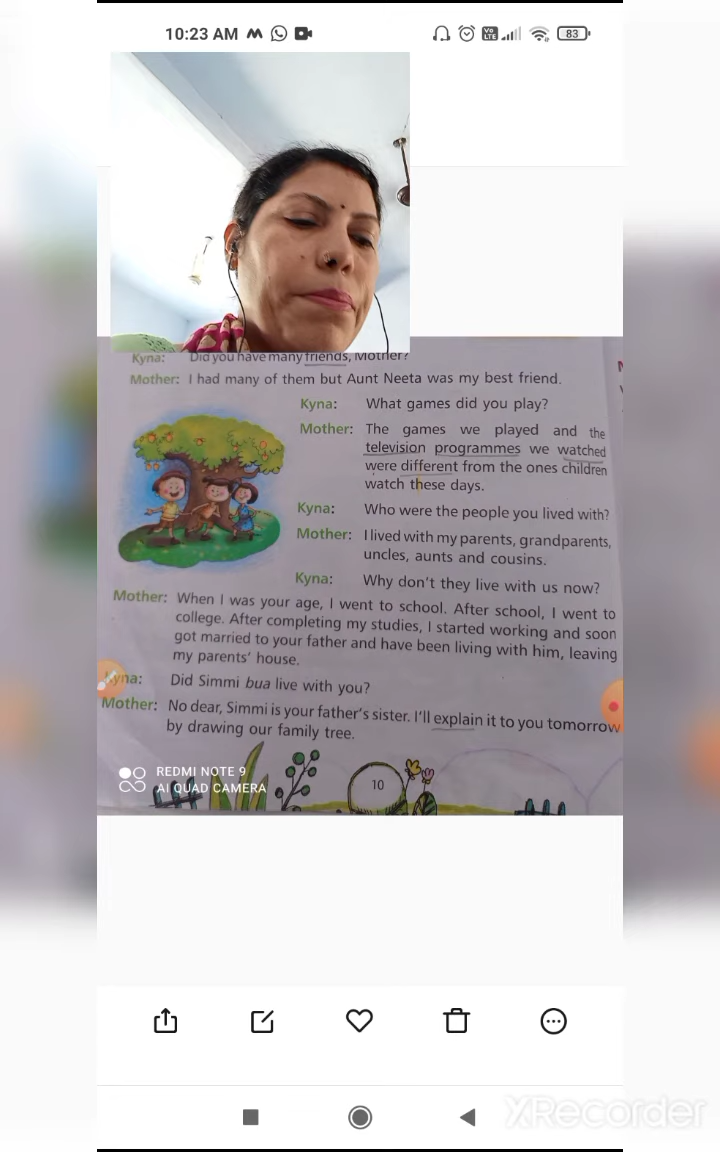 10:23 AM
Vo LTE
83
Kyna: Did you have many friends, Mother?
Mother: I had many of them but Aunt Neeta was my best friend.
Kyna: What games did you play?
Mother: The games we played and the
television programmes we watched
were different from the ones children
watch these days.
Kyna: Who were the people you lived with?
Mother: I lived with my parents, grandparents,
uncles, aunts and cousins.
Kyna: Why don't they live with us now?
Mother: When I was your age, I went to school. After school, I went to
college. After completing my studies, I started working and soon
got married to your father and have been living with him, leaving
my parents' house.
Kyna: Did Simmi bua live with you?
Mother: No dear, Simmi is your father's sister. I'll explain it to you tomorrow
by drawing our family tree.
REDMI NOTE 9
AI QUAD CAMERA
10
XRecorder